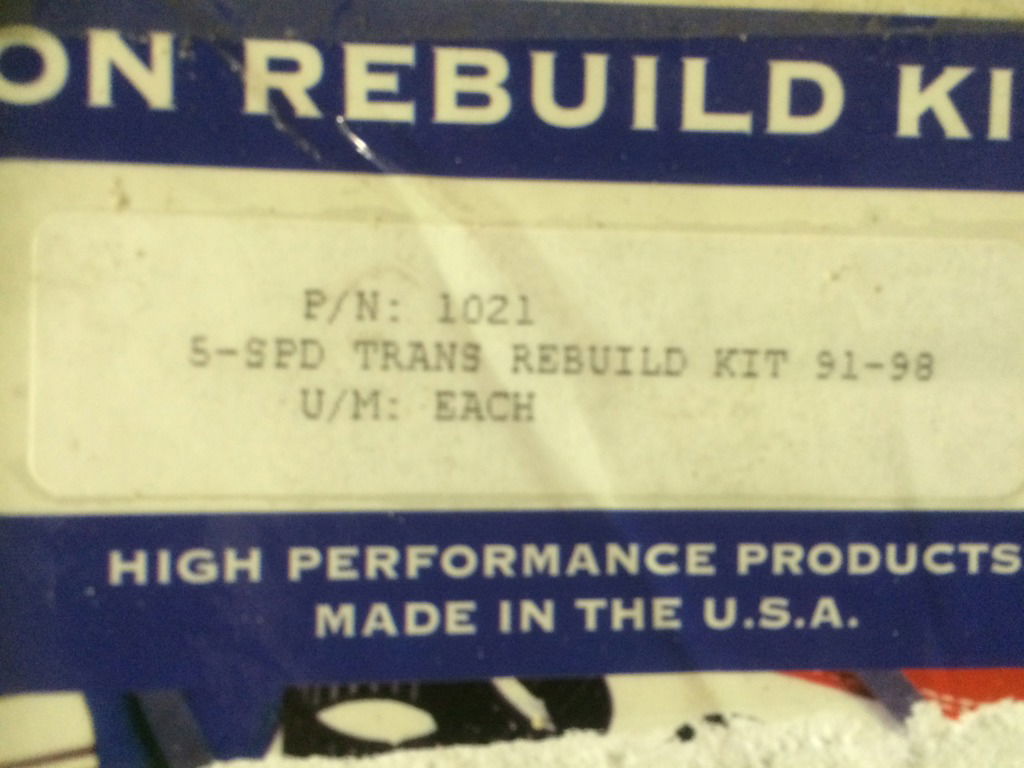 ON REBUILD KI
P/N: 1021
5-SPD TRANS REBUILD KIT 91-98
U/M: EACH
HIGH PERFORMANCE PRODUCTS
MADE IN THE U.S.A.